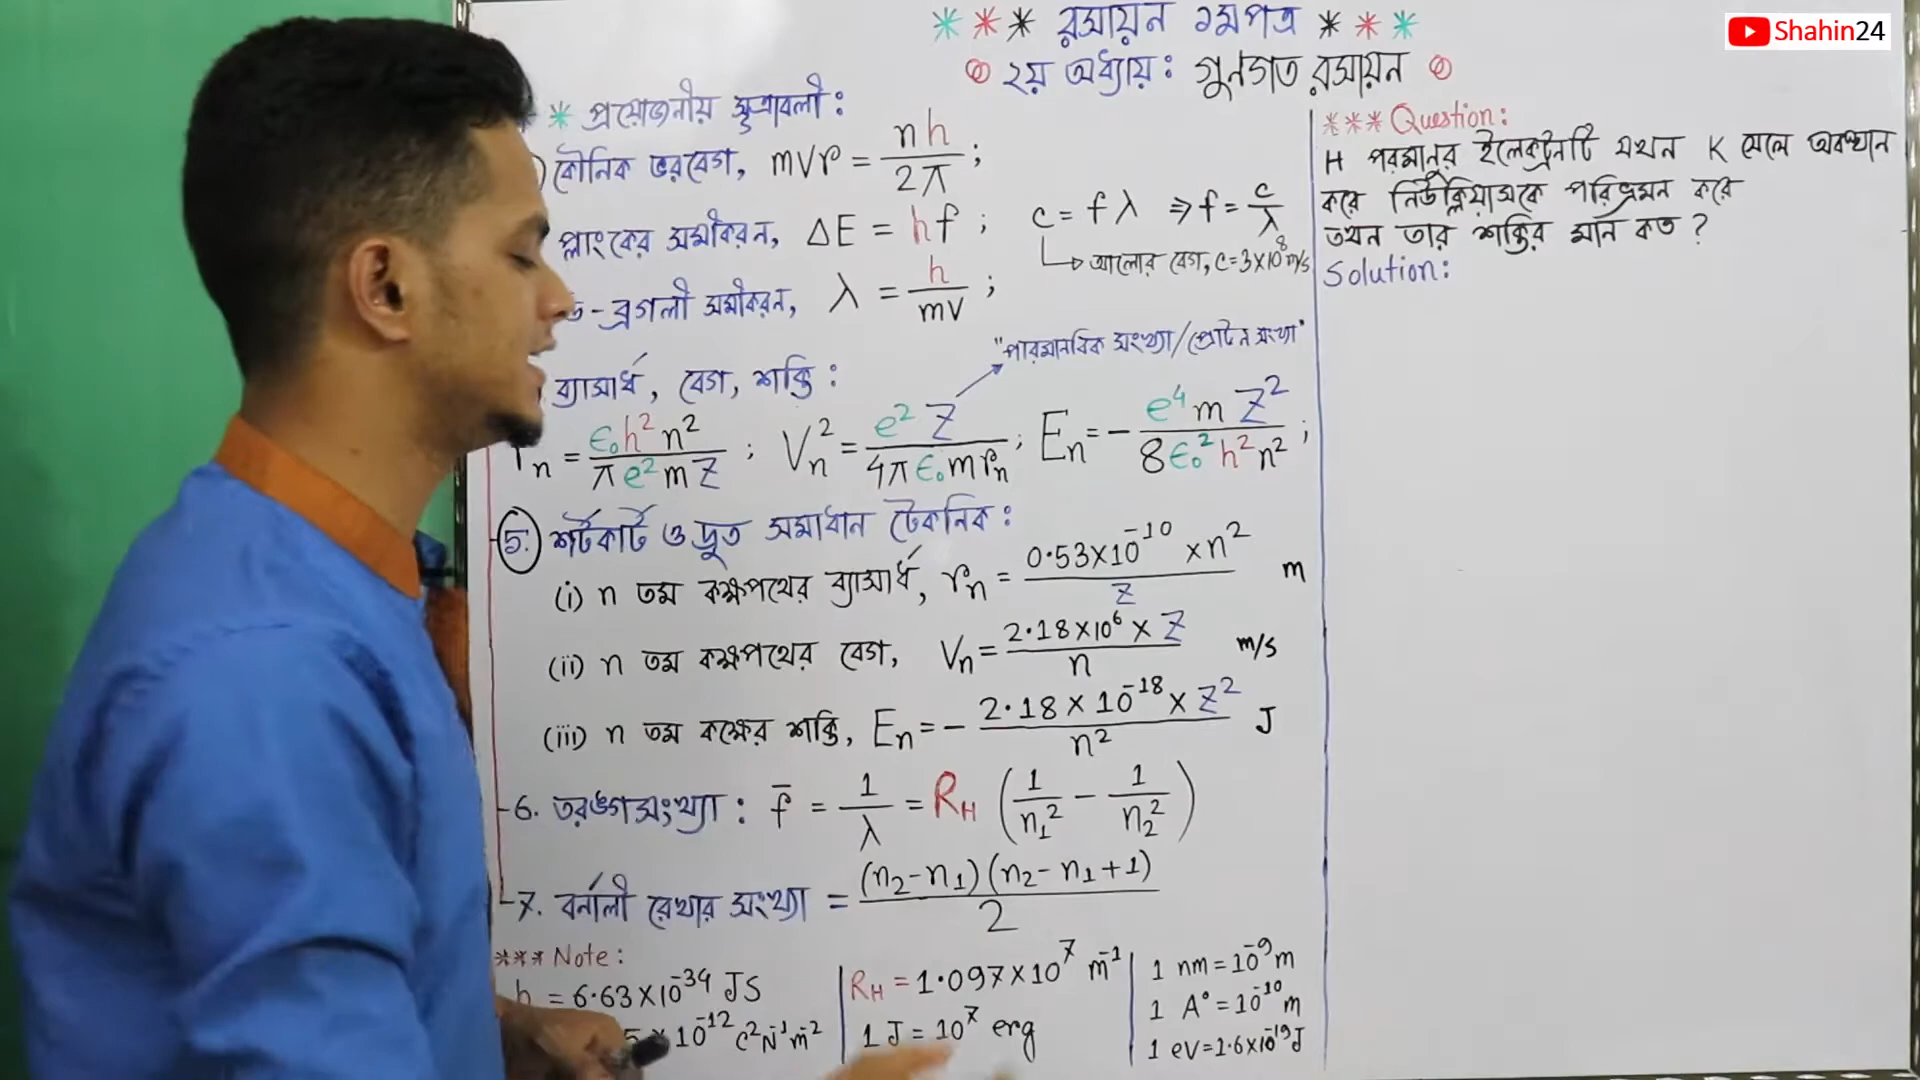 Shahin24
*** রসায়ন ১মপত্র ***
২য় অধ্যায়: গুনগত রসায়ন
* প্রয়োজনীয় সূত্রাবলী:
কৌনিক ভরবেগ, mvr = nh/2π ;
প্লাংকের সমীকরন, ΔE = hf ; c = fλ ⇒ f = c/λ
আলোর বেগ, c = 3×10⁸ m/s
ব্রগলী সমীকরন, λ = h/mv ;
"পারমানবিক সংখ্যা/প্রোটন সংখ্যা"
ব্যাসার্ধ, বেগ, শক্তি:
rₙ = ϵ₀h²n²/πe²mZ ; Vₙ² = e²Z/4πϵ₀mrₙ ; Eₙ = - e⁴mZ²/8ϵ₀²h²n² ;
5. শর্টকার্ট ও দ্রুত সমাধান টেকনিক:
(i) n তম কক্ষপথের ব্যাসার্ধ, rₙ = 0.53×10⁻¹⁰ × n²/Z m
(ii) n তম কক্ষপথের বেগ, Vₙ = 2.18×10⁶ × Z/n m/s
(iii) n তম কক্ষের শক্তি, Eₙ = - 2.18 × 10⁻¹⁸ × Z²/n² J
6. তরঙ্গসংখ্যা : f̄ = 1/λ = R_H (1/n₁² - 1/n₂²)
7. বর্নালী রেখার সংখ্যা = (n₂-n₁)(n₂-n₁+1)/2
*** Note:
h = 6.63×10⁻³⁴ JS
5×10⁻¹² C²N⁻¹m⁻²
R_H = 1.097×10⁷ m⁻¹
1 J = 10⁷ erg
1 nm = 10⁻⁹ m
1 A° = 10⁻¹⁰ m
1 eV = 1.6×10⁻¹⁹ J
*** Question:
H পরমানুর ইলেকট্রনটি যখন K সেলে অবস্থান
করে নিউক্লিয়াসকে পরিভ্রমন করে
তখন তার শক্তির মান কত ?
Solution: